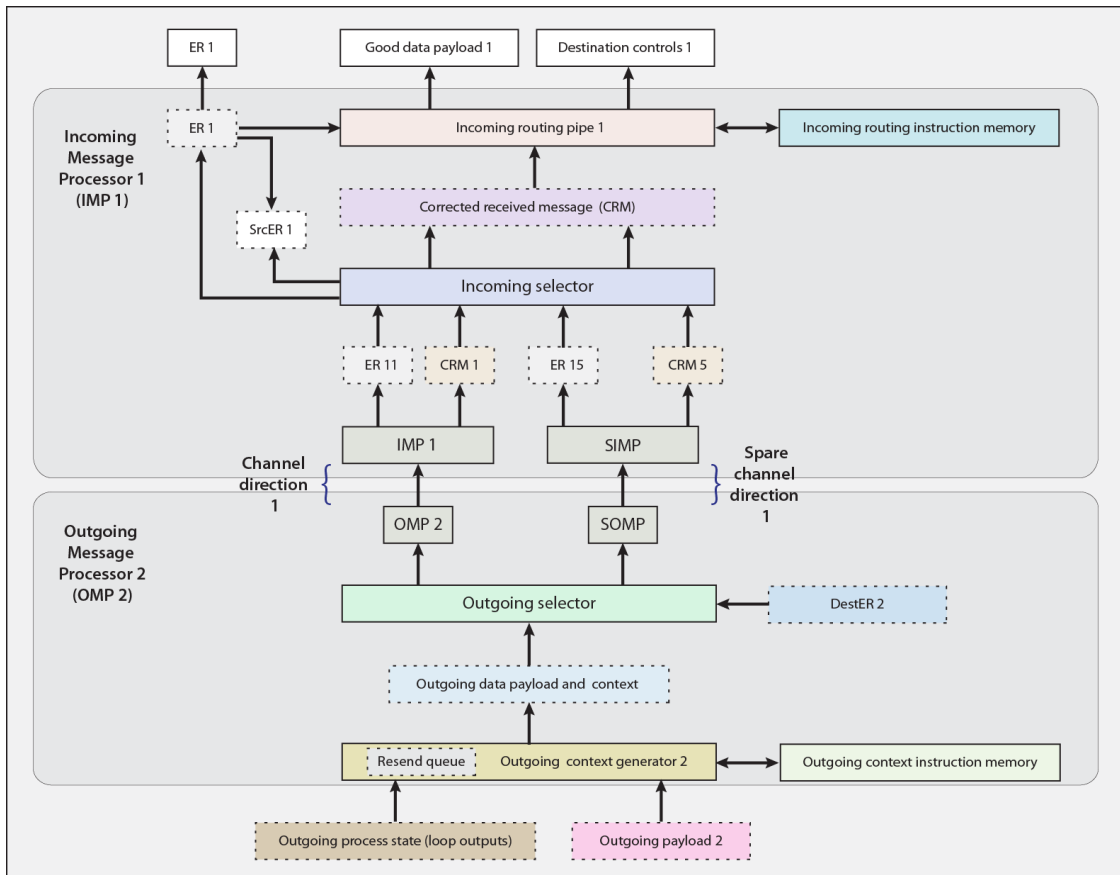 ER 1
Good data payload 1
Destination controls 1
Incoming
Message
Processor 1
(IMP 1)
ER 1
Incoming routing pipe 1
Incoming routing instruction memory
Corrected received message (CRM)
SrcER 1
Incoming selector
ER 11
CRM 1
ER 15
CRM 5
IMP 1
SIMP
Channel
direction
1
Spare
channel
direction
1
Outgoing
Message
Processor 2
(OMP 2)
OMP 2
SOMP
Outgoing selector
DestER 2
Outgoing data payload and context
Resend queue
Outgoing context generator 2
Outgoing context instruction memory
Outgoing process state (loop outputs)
Outgoing payload 2